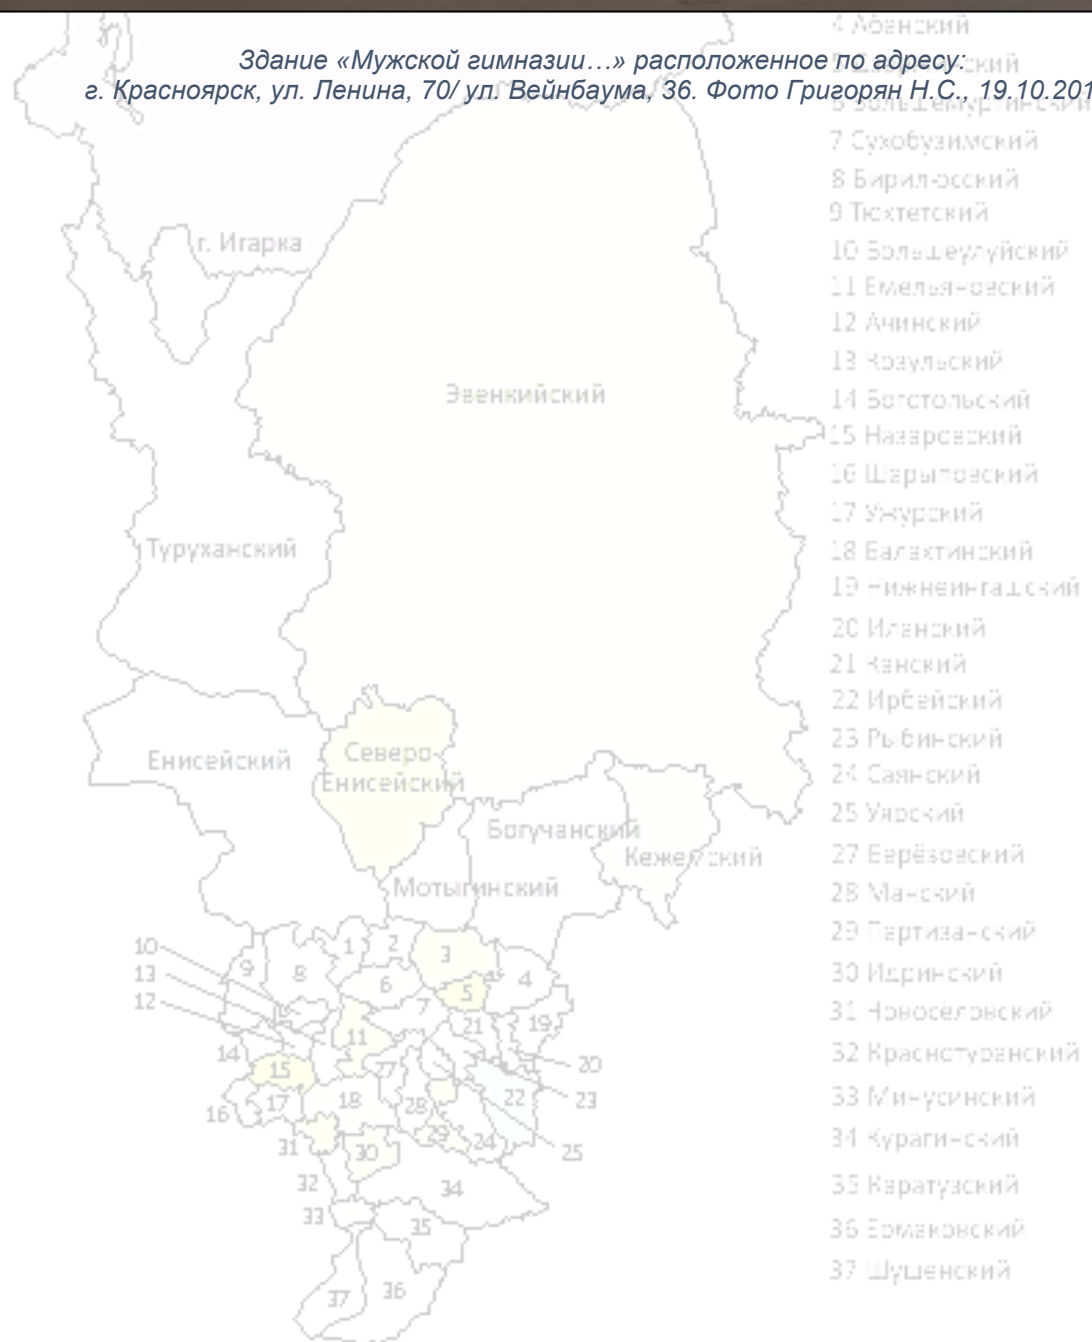 Здание «Мужской гимназии…» расположенное по адресу:
г. Красноярск, ул. Ленина, 70/ ул. Вейнбаума, 36. Фото Григорян Н.С., 19.10.201
4 Абанский
6 Большемуртинский
7 Сухобузимский
8 Бирилюсский
9 Тюхтетский
10 Большеулуйский
11 Емельяновский
12 Ачинский
13 Козульский
14 Боготольский
15 Назаровский
16 Шарыповский
17 Ужурский
18 Балахтинский
19 Нижнеингашский
20 Иланский
21 Канский
22 Ирбейский
23 Рыбинский
24 Саянский
25 Уярский
27 Берёзовский
28 Манский
29 Партизанский
30 Идринский
31 Новосёловский
32 Краснотуранский
33 Минусинский
34 Курагинский
35 Каратузский
36 Ермаковский
37 Шушенский
г. Игарка
Эвенкийский
Туруханский
Енисейский
Северо-
Енисейский
Богучанский
Кежемский
Мотыгинский
10
13
12
9
8
1
2
3
4
6
5
7
11
21
19
14
15
27
20
16
17
18
28
22
23
31
30
29
24
25
32
34
33
35
37
36